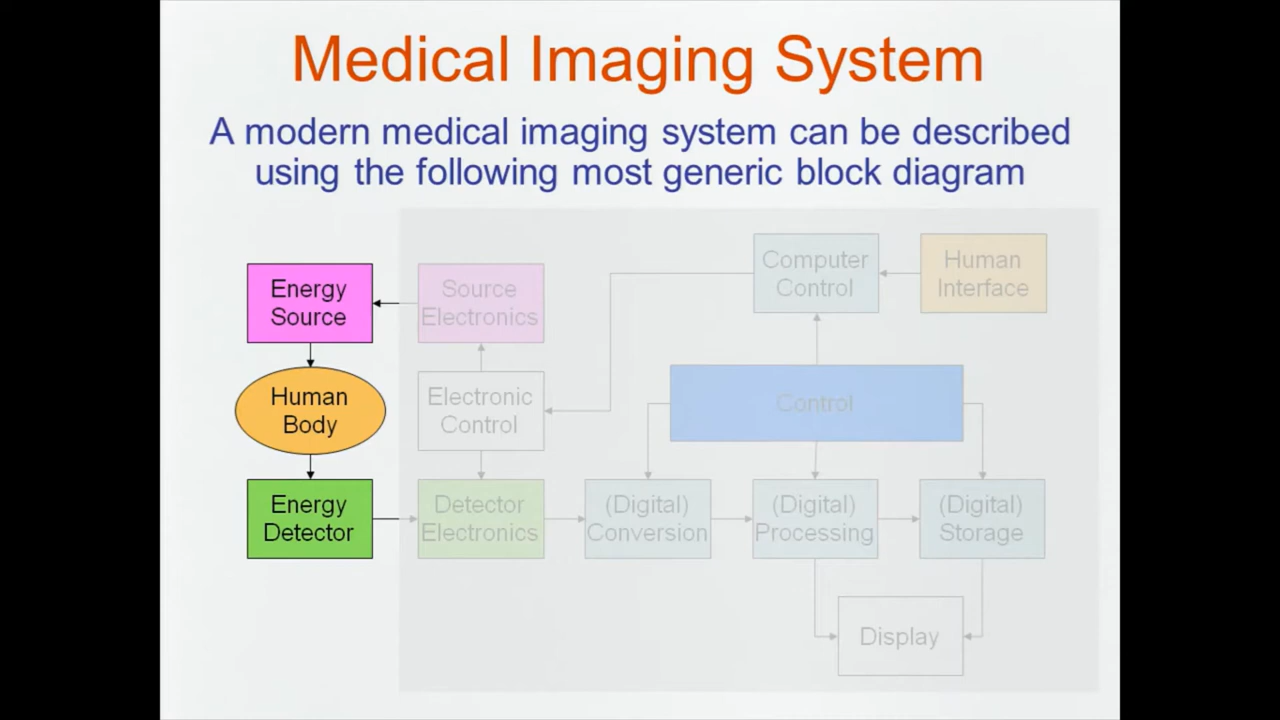 Medical Imaging System
A modern medical imaging system can be described
using the following most generic block diagram
Energy
Source
Source
Electronics
Computer
Control
Human
Interface
Human
Body
Electronic
Control
Control
Energy
Detector
Detector
Electronics
(Digital)
Conversion
(Digital)
Processing
(Digital)
Storage
Display